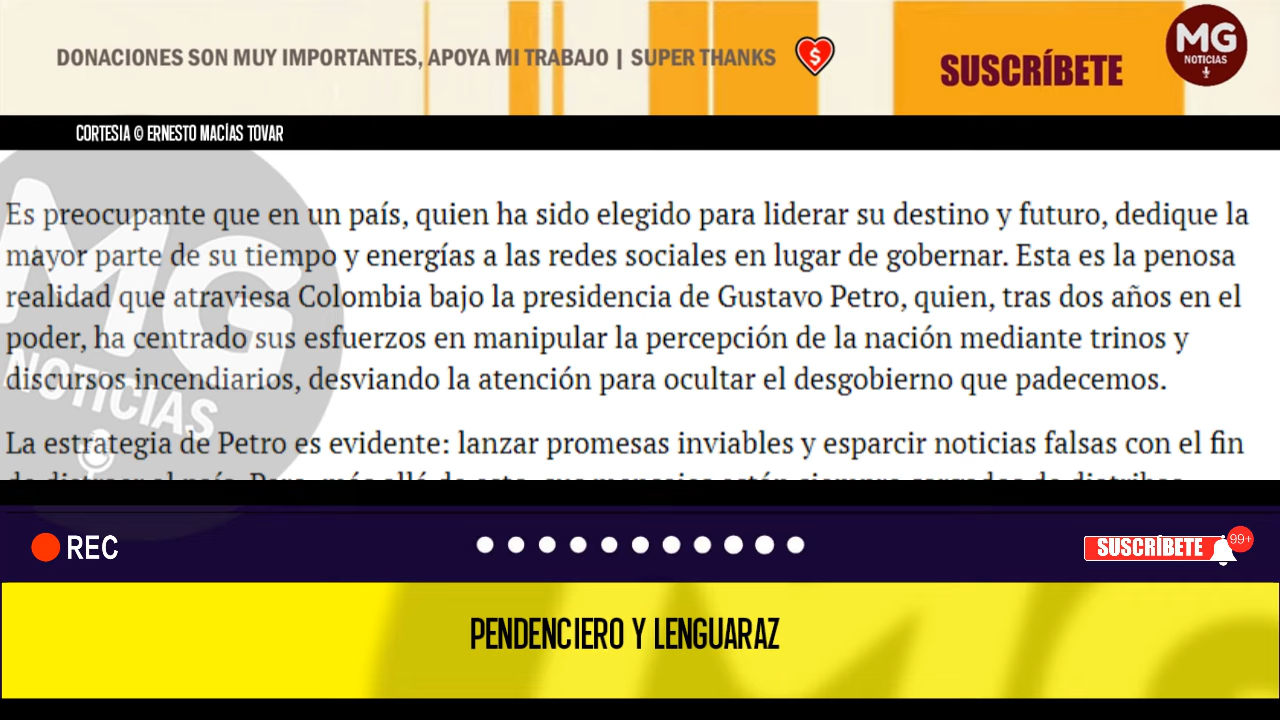 DONACIONES SON MUY IMPORTANTES, APOYA MI TRABAJO | SUPER THANKS
$
SUSCRÍBETE
MG
NOTICIAS
CORTESIA © ERNESTO MACÍAS TOVAR
Es preocupante que en un país, quien ha sido elegido para liderar su destino y futuro, dedique la
mayor parte de su tiempo y energías a las redes sociales en lugar de gobernar. Esta es la penosa
realidad que atraviesa Colombia bajo la presidencia de Gustavo Petro, quien, tras dos años en el
poder, ha centrado sus esfuerzos en manipular la percepción de la nación mediante trinos y
discursos incendiarios, desviando la atención para ocultar el desgobierno que padecemos.
La estrategia de Petro es evidente: lanzar promesas inviables y esparcir noticias falsas con el fin
MG
NOTICIAS
REC
SUSCRÍBETE
99+
PENDENCIERO Y LENGUARAZ